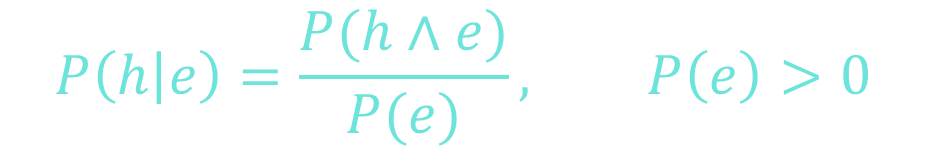 P(h|e) = P(h ∧ e) / P(e), P(e) > 0